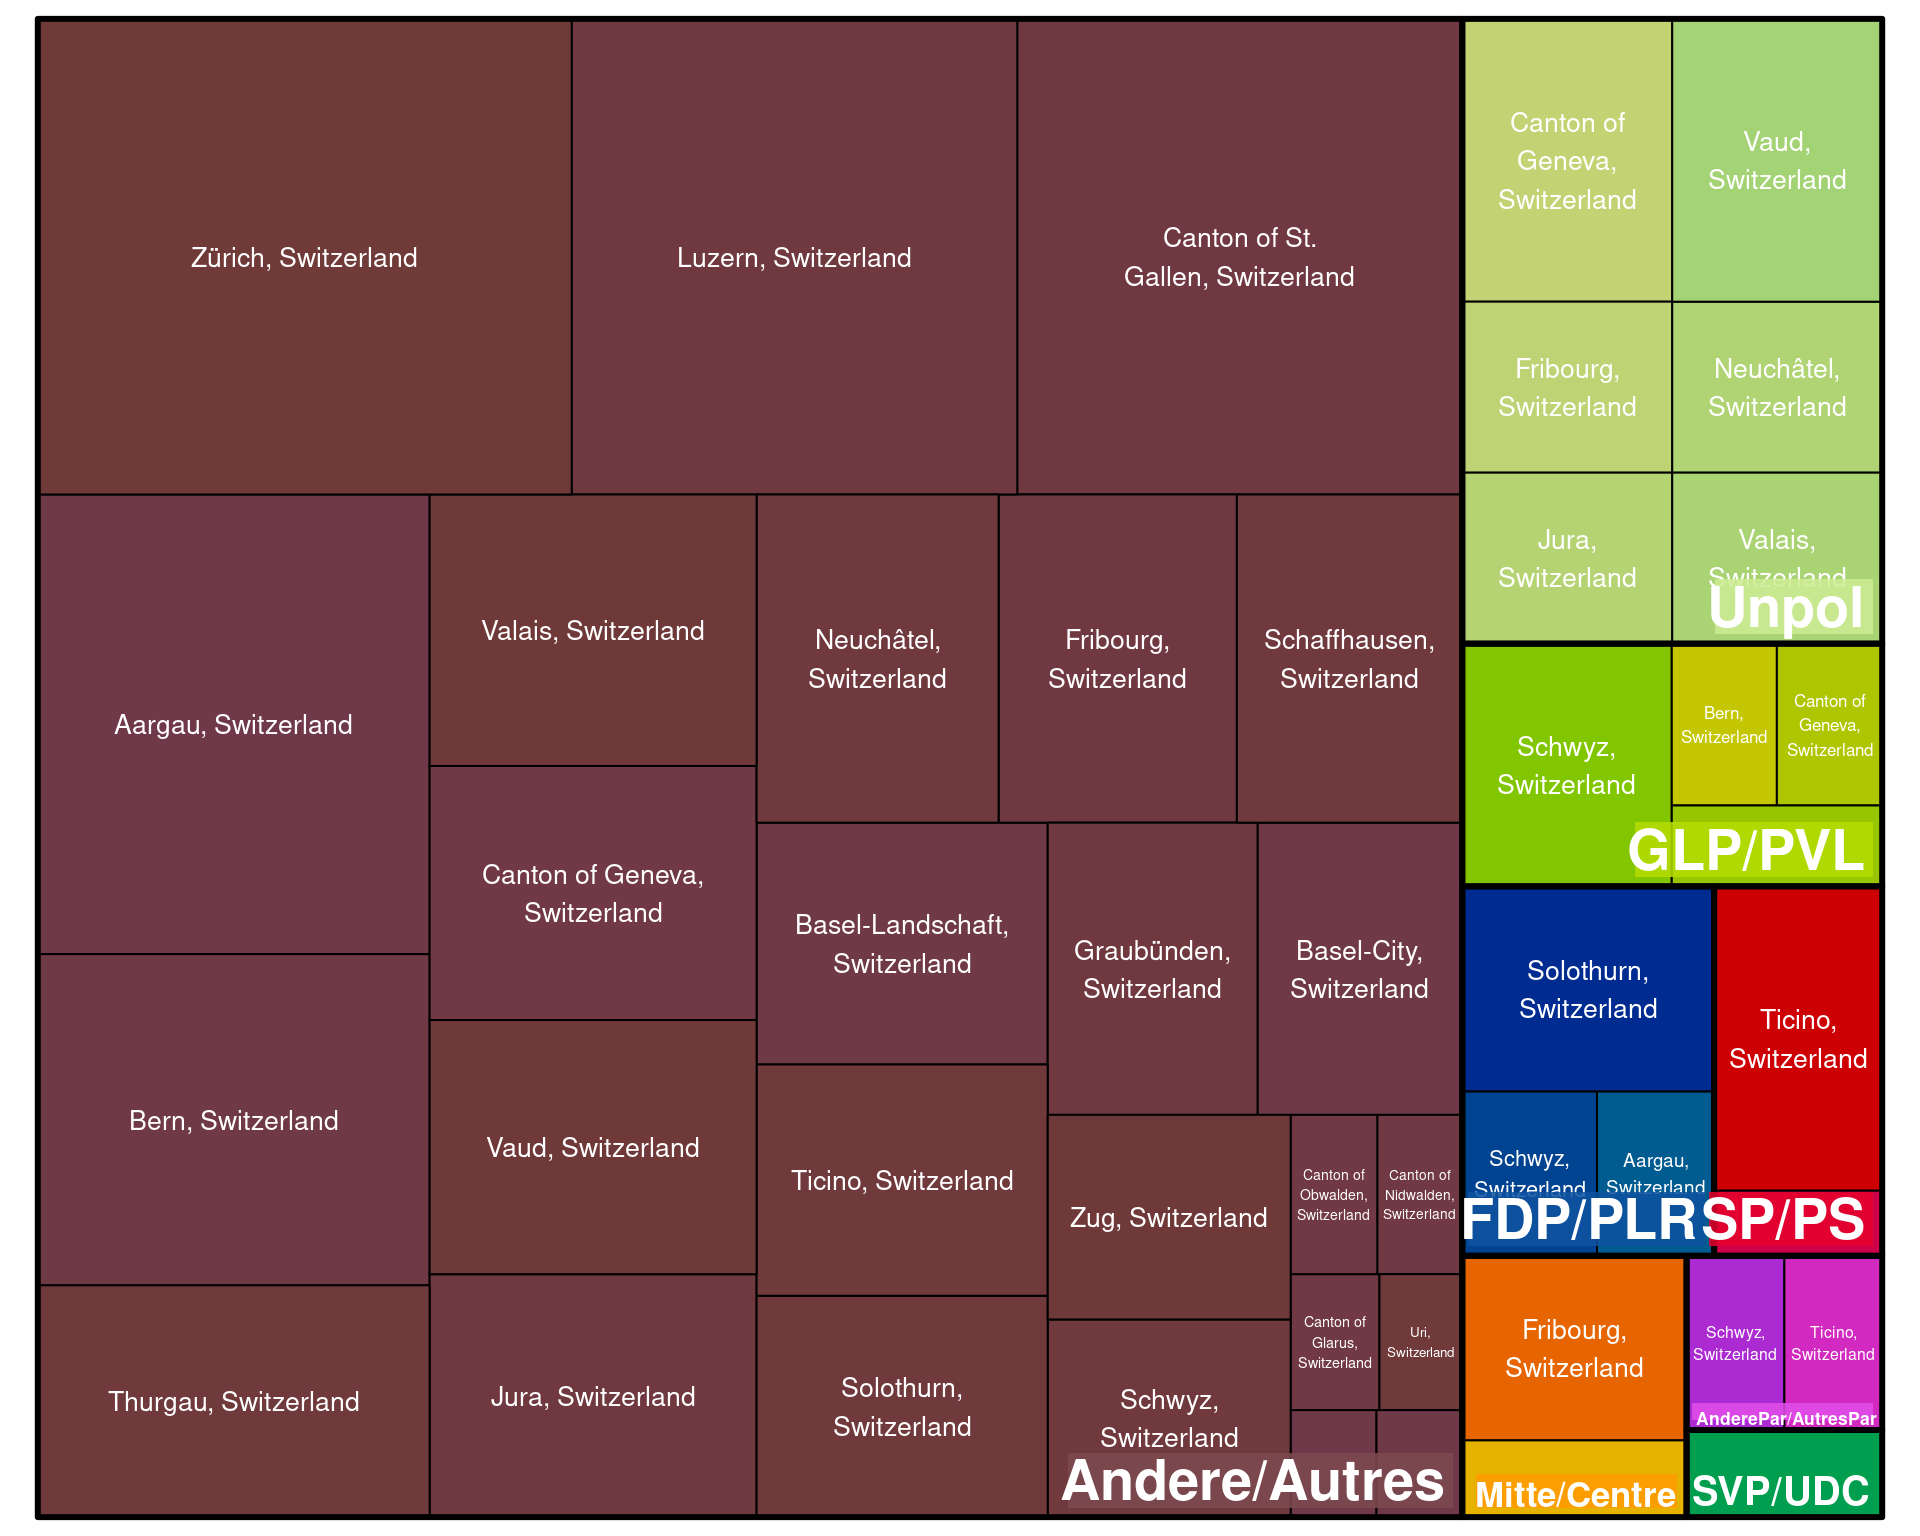 Zürich, Switzerland
Luzern, Switzerland
Canton of St.
Gallen, Switzerland
Aargau, Switzerland
Bern, Switzerland
Thurgau, Switzerland
Valais, Switzerland
Canton of Geneva,
Switzerland
Vaud, Switzerland
Jura, Switzerland
Neuchâtel,
Switzerland
Fribourg,
Switzerland
Schaffhausen,
Switzerland
Basel-Landschaft,
Switzerland
Ticino, Switzerland
Solothurn,
Switzerland
Graubünden,
Switzerland
Basel-City,
Switzerland
Zug, Switzerland
Schwyz,
Switzerland
Canton of
Obwalden,
Switzerland
Canton of
Nidwalden,
Switzerland
Canton of
Glarus,
Switzerland
Uri,
Switzerland
Andere/Autres
Canton of
Geneva,
Switzerland
Vaud,
Switzerland
Fribourg,
Switzerland
Neuchâtel,
Switzerland
Jura,
Switzerland
Valais,
Switzerland
Unpol
Schwyz,
Switzerland
Bern,
Switzerland
Canton of
Geneva,
Switzerland
GLP/PVL
Solothurn,
Switzerland
Schwyz,
Switzerland
Aargau,
Switzerland
FDP/PLR
Ticino,
Switzerland
SP/PS
Fribourg,
Switzerland
Mitte/Centre
Schwyz,
Switzerland
Ticino,
Switzerland
AnderePar/AutresPar
SVP/UDC